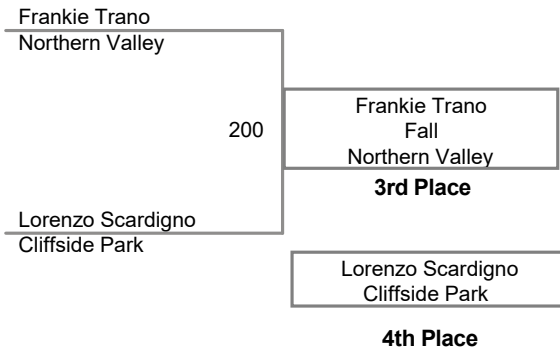 Frankie Trano
Northern Valley
200
Frankie Trano
Fall
Northern Valley
3rd Place
Lorenzo Scardigno
Cliffside Park
Lorenzo Scardigno
Cliffside Park
4th Place